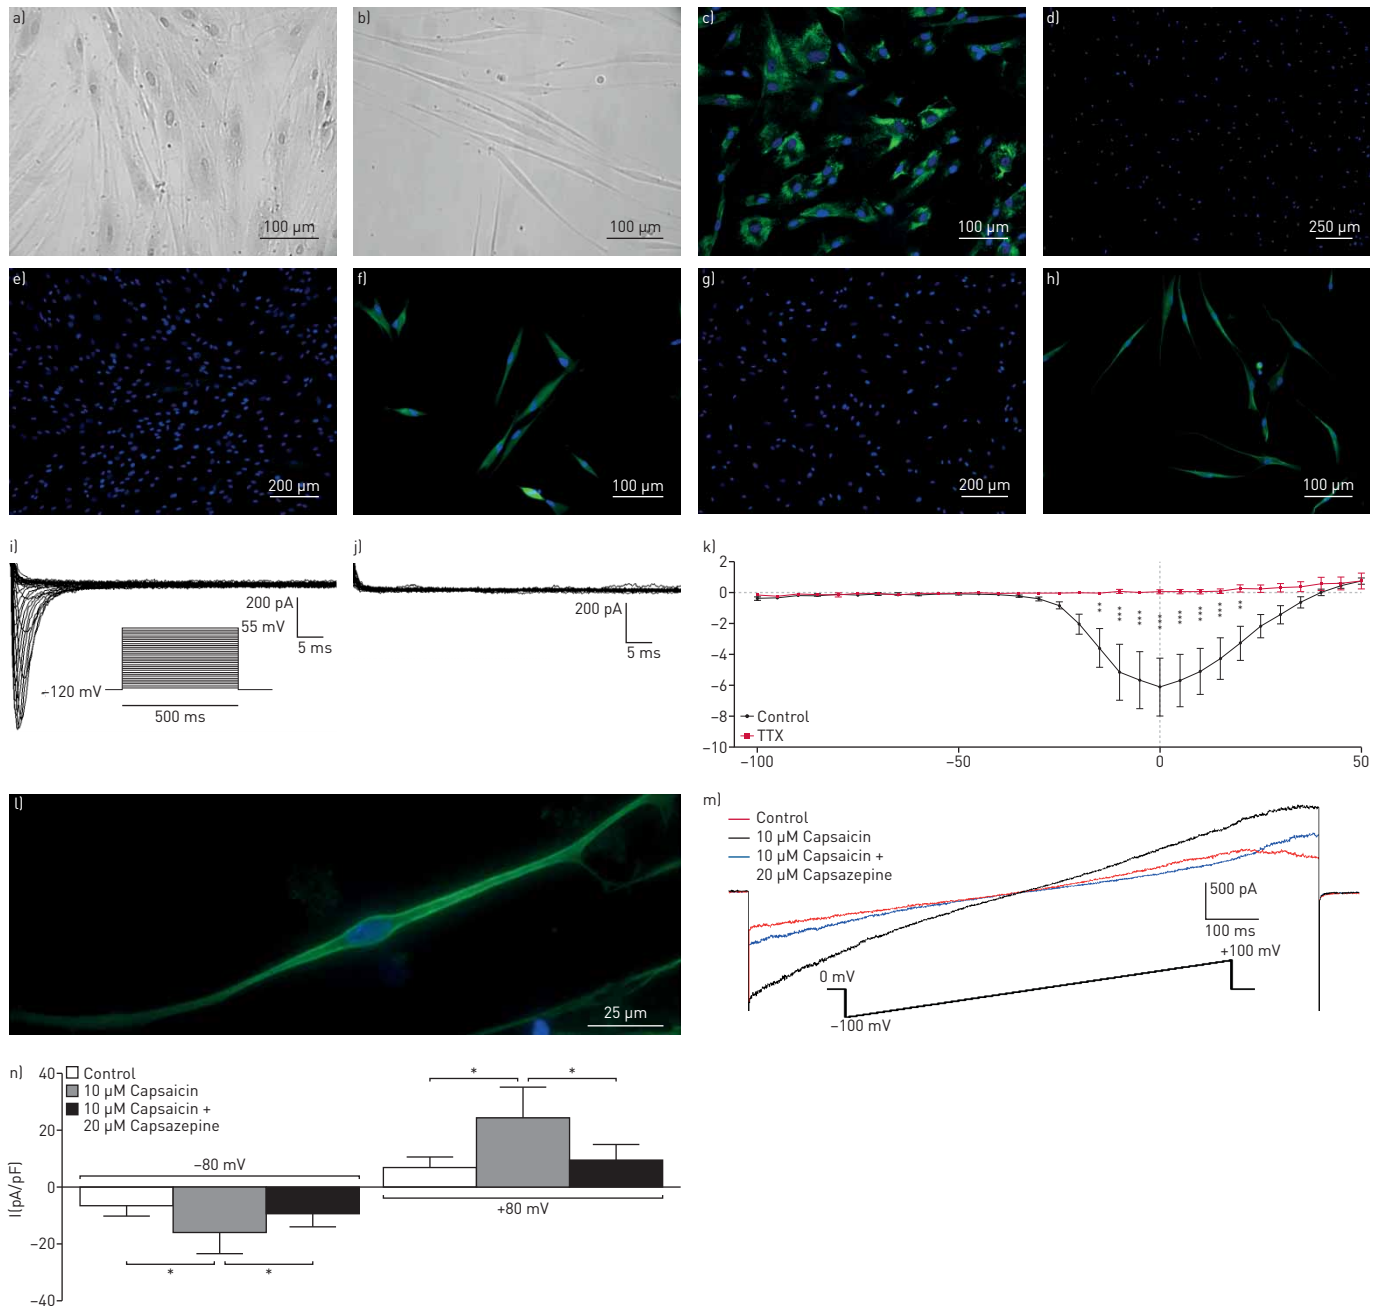 a)
100 µm
b)
100 µm
c)
100 µm
d)
250 µm
e)
200 µm
f)
100 µm
g)
200 µm
h)
100 µm
i)
200 pA
5 ms
55 mV
–120 mV
500 ms
j)
200 pA
5 ms
k)
2
0
–2
–4
–6
–8
–10
** *** *** *** *** *** *** **
Control
TTX
–100
–50
0
50
l)
25 µm
m)
Control
10 µM Capsaicin
10 µM Capsaicin +
20 µM Capsazepine
500 pA
100 ms
+100 mV
0 mV
–100 mV
n)
Control
10 µM Capsaicin
10 µM Capsaicin +
20 µM Capsazepine
I(pA/pF)
40
20
0
–20
–40
–80 mV
+80 mV
* *
* *